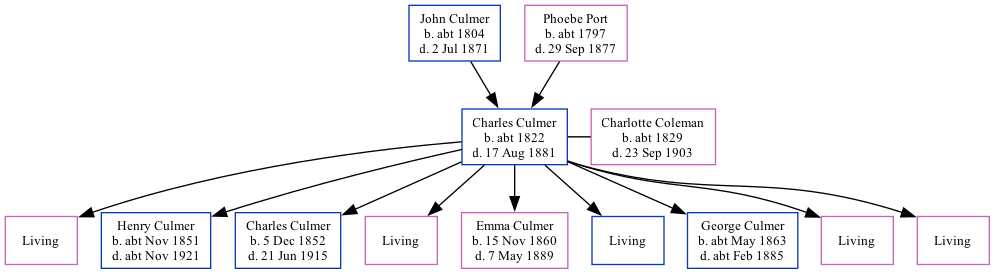 John Culmer
b. abt 1804
d. 2 Jul 1871
Phoebe Port
b. abt 1797
d. 29 Sep 1877
Charles Culmer
b. abt 1822
d. 17 Aug 1881
Charlotte Coleman
b. abt 1829
d. 23 Sep 1903
Living
Henry Culmer
b. abt Nov 1851
d. abt Nov 1921
Charles Culmer
b. 5 Dec 1852
d. 21 Jun 1915
Living
Emma Culmer
b. 15 Nov 1860
d. 7 May 1889
Living
George Culmer
b. abt May 1863
d. abt Feb 1885
Living
Living